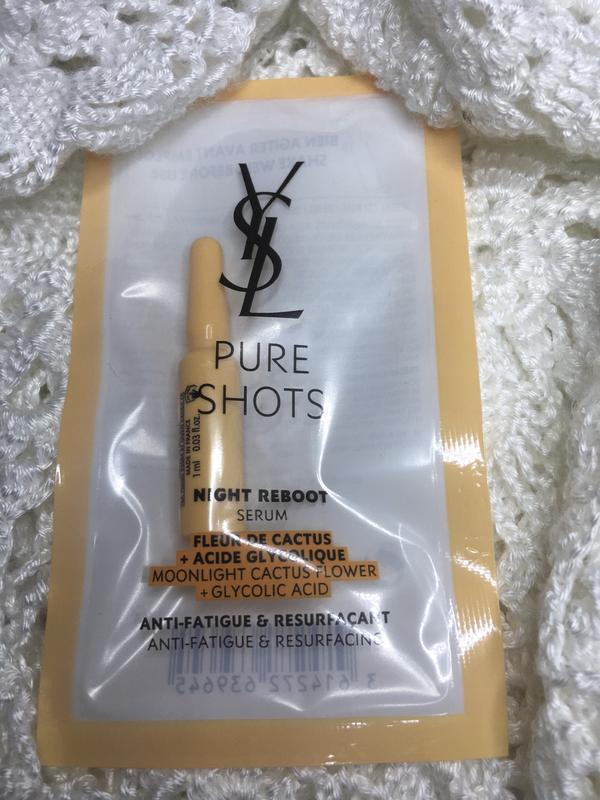 BIEN AGITER AVANT
SHAKE WELL BEFORE USE
YSL
PURE
SHOTS
MADE IN FRANCE
1 ml 0.03 fl.oz.
NIGHT REBOOT
SERUM
FLEUR DE CACTUS
+ ACIDE GLYCOLIQUE
MOONLIGHT CACTUS FLOWER
+ GLYCOLIC ACID
ANTI-FATIGUE & RESURFAÇANT
ANTI-FATIGUE & RESURFACING
3 614272 639645